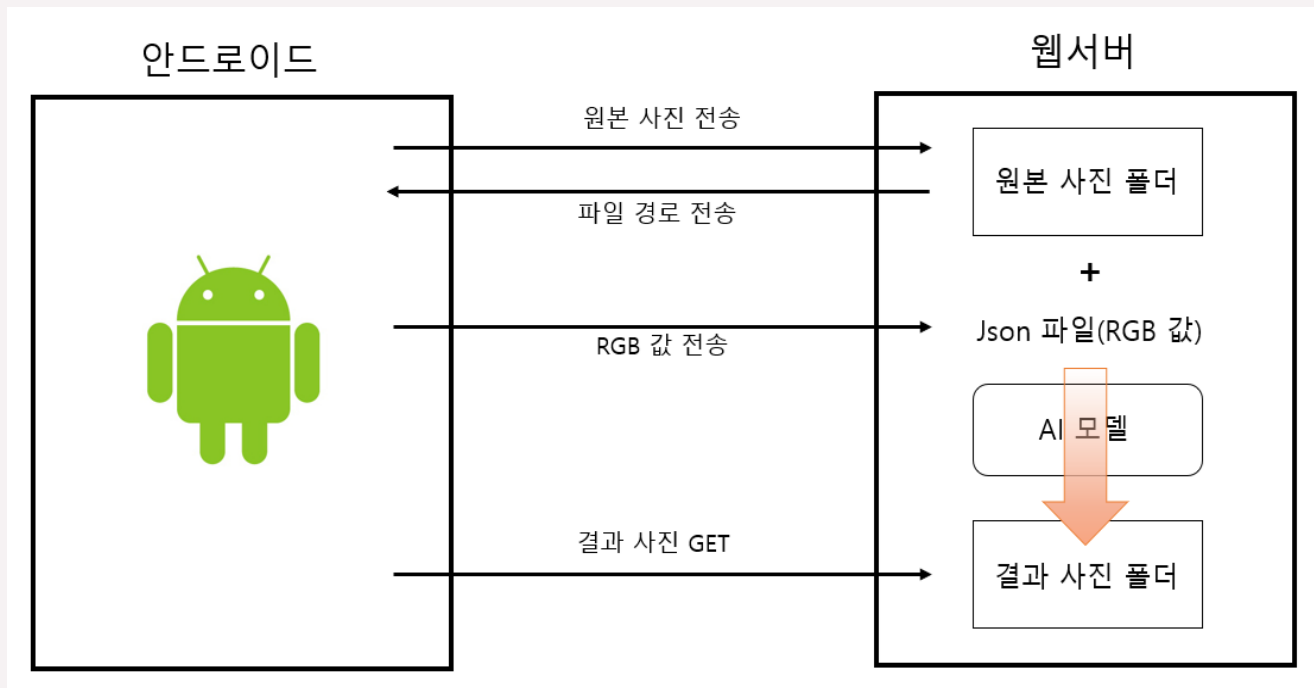 안드로이드
웹서버
원본 사진 전송
원본 사진 폴더
파일 경로 전송
+
Json 파일(RGB 값)
RGB 값 전송
AI 모델
결과 사진 GET
결과 사진 폴더